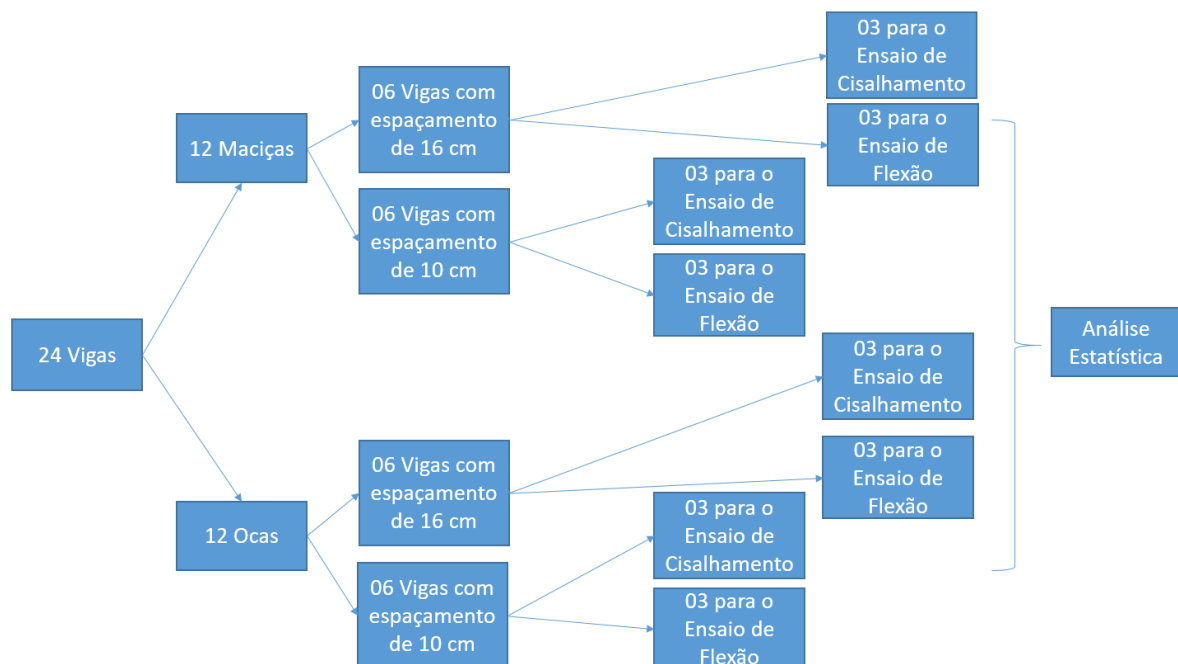 24 Vigas
12 Maciças
06 Vigas com
espaçamento
de 16 cm
03 para o
Ensaio de
Cisalhamento
03 para o
Ensaio de
Flexão
06 Vigas com
espaçamento
de 10 cm
03 para o
Ensaio de
Cisalhamento
03 para o
Ensaio de
Flexão
12 Ocas
06 Vigas com
espaçamento
de 16 cm
03 para o
Ensaio de
Cisalhamento
03 para o
Ensaio de
Flexão
06 Vigas com
espaçamento
de 10 cm
03 para o
Ensaio de
Cisalhamento
03 para o
Ensaio de
Flexão
Análise
Estatística